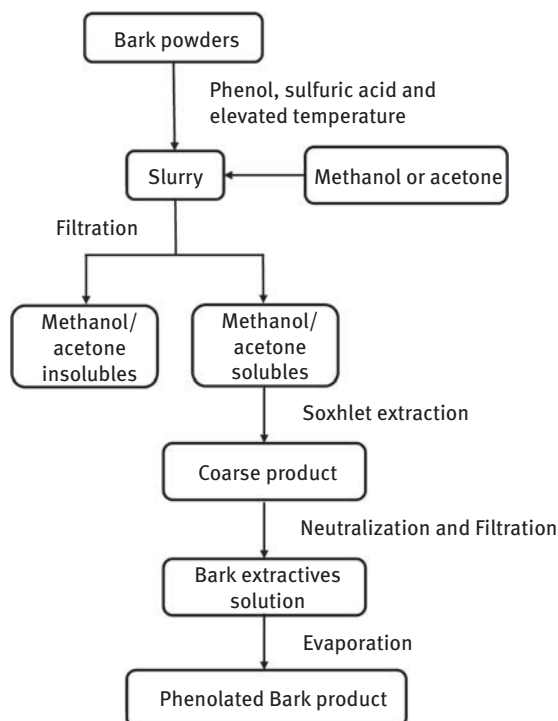 Bark powders
Phenol, sulfuric acid and
elevated temperature
Slurry
Methanol or acetone
Filtration
Methanol/
acetone
insolubles
Methanol/
acetone
solubles
Soxhlet extraction
Coarse product
Neutralization and Filtration
Bark extractives
solution
Evaporation
Phenolated Bark product